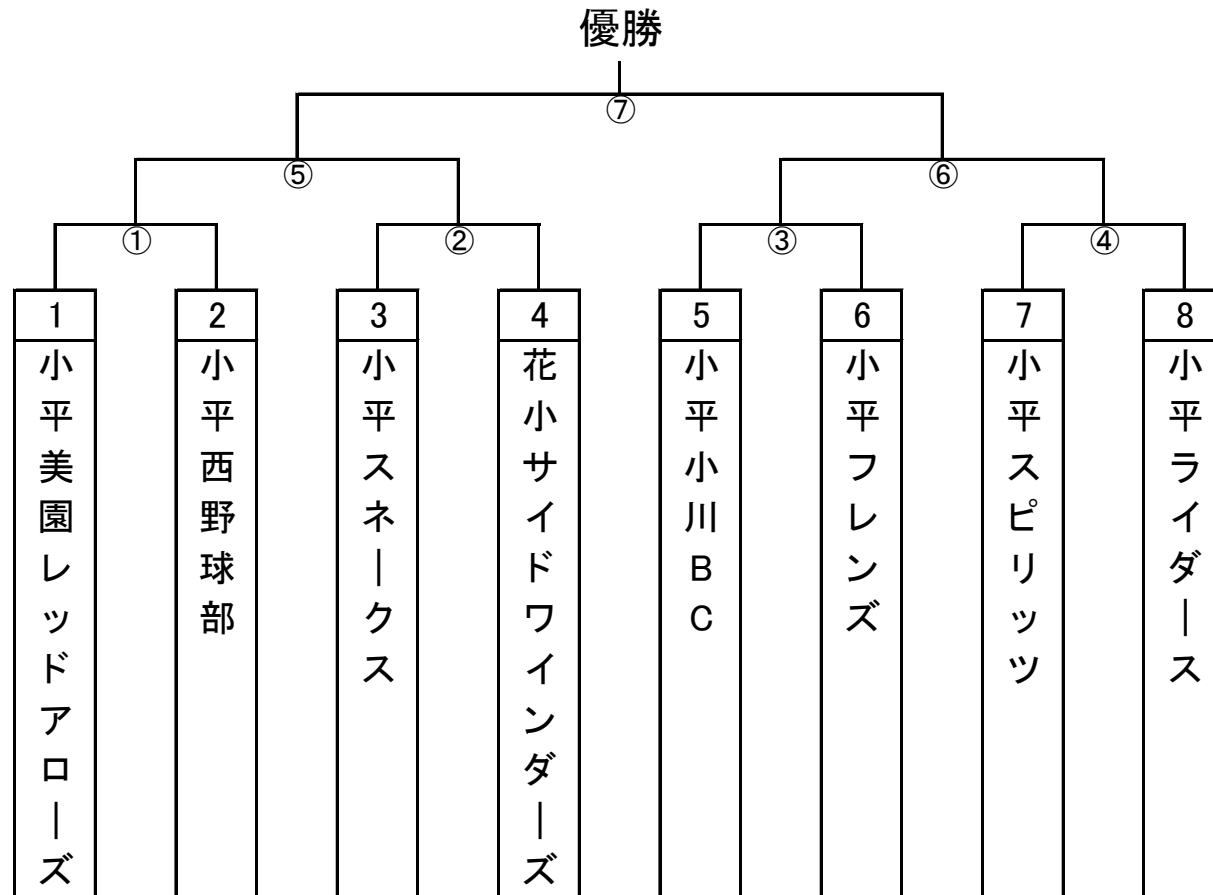 優勝
⑦
⑤
⑥
①
②
③
④
1
2
3
4
5
6
7
8
小平美園レッドアローズ
小平西野球部
小平スネークス
花小サイドワインダーズ
小平小川BC
小平フレンズ
小平スピリッツ
小平ライダース